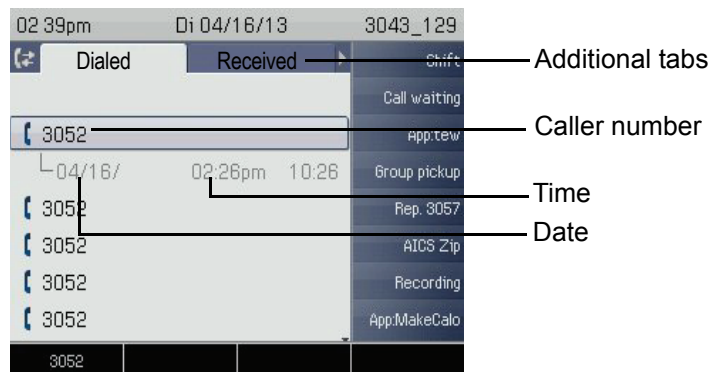 02 39pm Di 04/16/13 3043_129
Dialed Received Shift Additional tabs
Call waiting
3052 App:tew Caller number
04/16/ 02:26pm 10:26 Group pickup Time
3052 Rep. 3057 Date
3052 AICS Zip
3052 Recording
3052 App:MakeCalo
3052